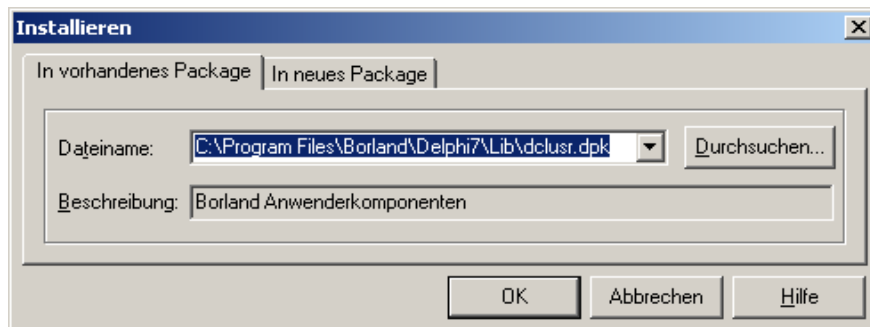 Installieren
In vorhandenes Package In neues Package
Dateiname: C:\Program Files\Borland\Delphi7\Lib\dclusr.dpk Durchsuchen...
Beschreibung: Borland Anwenderkomponenten
OK Abbrechen Hilfe